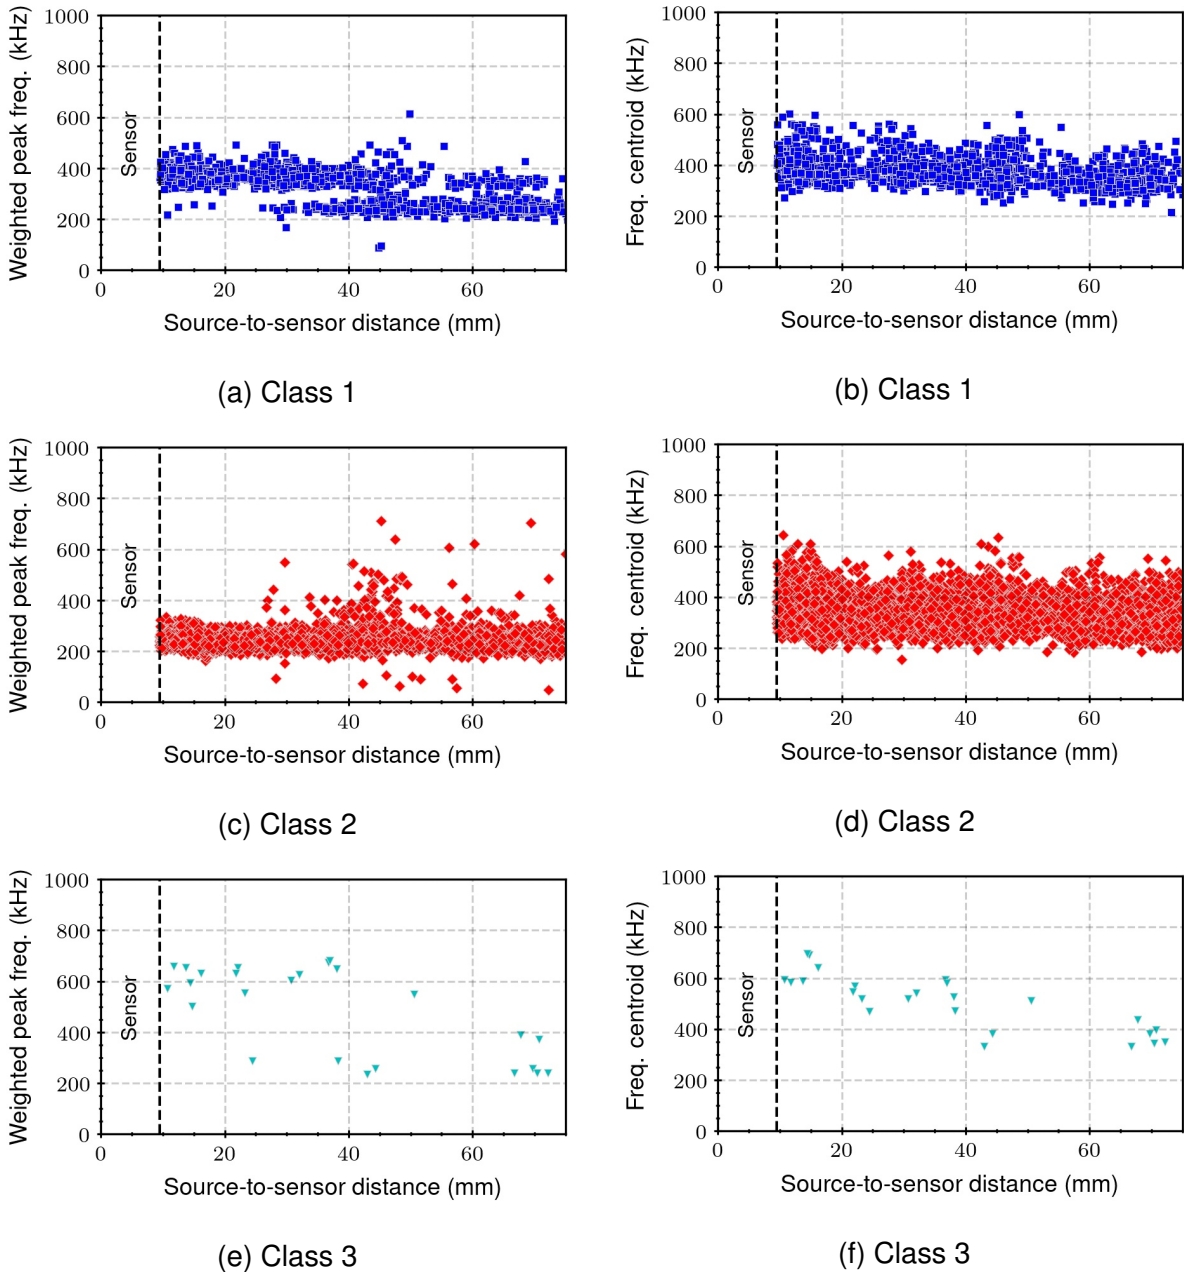 Weighted peak freq. (kHz)
1000
800
600
400
200
0
Sensor
0 20 40 60
Source-to-sensor distance (mm)
(a) Class 1
Freq. centroid (kHz)
1000
800
600
400
200
0
Sensor
0 20 40 60
Source-to-sensor distance (mm)
(b) Class 1
Weighted peak freq. (kHz)
1000
800
600
400
200
0
Sensor
0 20 40 60
Source-to-sensor distance (mm)
(c) Class 2
Freq. centroid (kHz)
1000
800
600
400
200
0
Sensor
0 20 40 60
Source-to-sensor distance (mm)
(d) Class 2
Weighted peak freq. (kHz)
1000
800
600
400
200
0
Sensor
0 20 40 60
Source-to-sensor distance (mm)
(e) Class 3
Freq. centroid (kHz)
1000
800
600
400
200
0
Sensor
0 20 40 60
Source-to-sensor distance (mm)
(f) Class 3